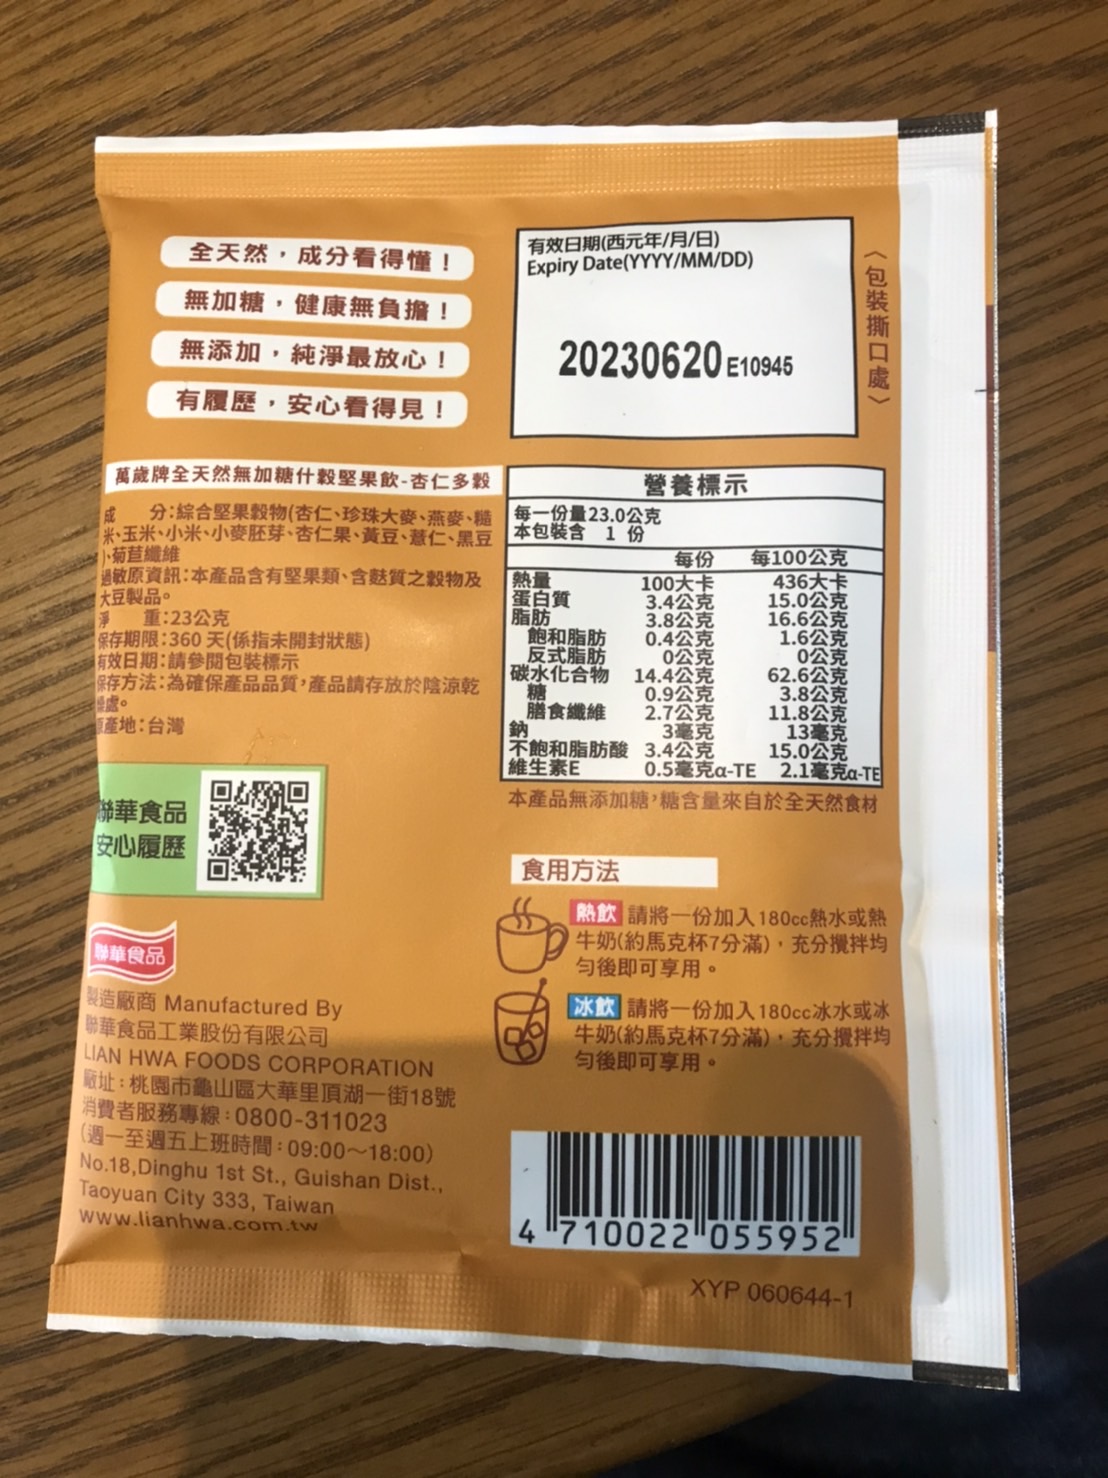 全天然，成分看得懂！
無加糖，健康無負擔！
無添加，純淨最放心！
有履歷，安心看得見！
有效日期(西元年/月/日)
Expiry Date(YYYY/MM/DD)
20230620 E10945
〈包裝撕口處〉
萬歲牌全天然無加糖什穀堅果飲-杏仁多穀
成　分:綜合堅果穀物(杏仁、珍珠大麥、燕麥、糙
米、玉米、小米、小麥胚芽、杏仁果、黃豆、薏仁、黑豆
)、菊苣纖維
過敏原資訊:本產品含有堅果類、含麩質之穀物及
大豆製品。
淨　重:23公克
保存期限:360 天(係指未開封狀態)
有效日期:請參閱包裝標示
保存方法:為確保產品品質,產品請存放於陰涼乾
燥處。
原產地:台灣
聯華食品
安心履歷
聯華食品
製造廠商 Manufactured By
聯華食品工業股份有限公司
LIAN HWA FOODS CORPORATION
廠址:桃園市龜山區大華里頂湖一街18號
消費者服務專線:0800-311023
(週一至週五上班時間:09:00～18:00)
No.18,Dinghu 1st St., Guishan Dist.,
Taoyuan City 333, Taiwan
www.lianhwa.com.tw
營養標示
每一份量23.0公克
本包裝含 1 份
每份 每100公克
熱量 100大卡 436大卡
蛋白質 3.4公克 15.0公克
脂肪 3.8公克 16.6公克
飽和脂肪 0.4公克 1.6公克
反式脂肪 0公克 0公克
碳水化合物 14.4公克 62.6公克
糖 0.9公克 3.8公克
膳食纖維 2.7公克 11.8公克
鈉 3毫克 13毫克
不飽和脂肪酸 3.4公克 15.0公克
維生素E 0.5毫克α-TE 2.1毫克α-TE
本產品無添加糖,糖含量來自於全天然食材
食用方法
熱飲 請將一份加入180cc熱水或熱
牛奶(約馬克杯7分滿)，充分攪拌均
勻後即可享用。
冰飲 請將一份加入180cc冰水或冰
牛奶(約馬克杯7分滿)，充分攪拌均
勻後即可享用。
4 710022 055952
XYP 060644-1